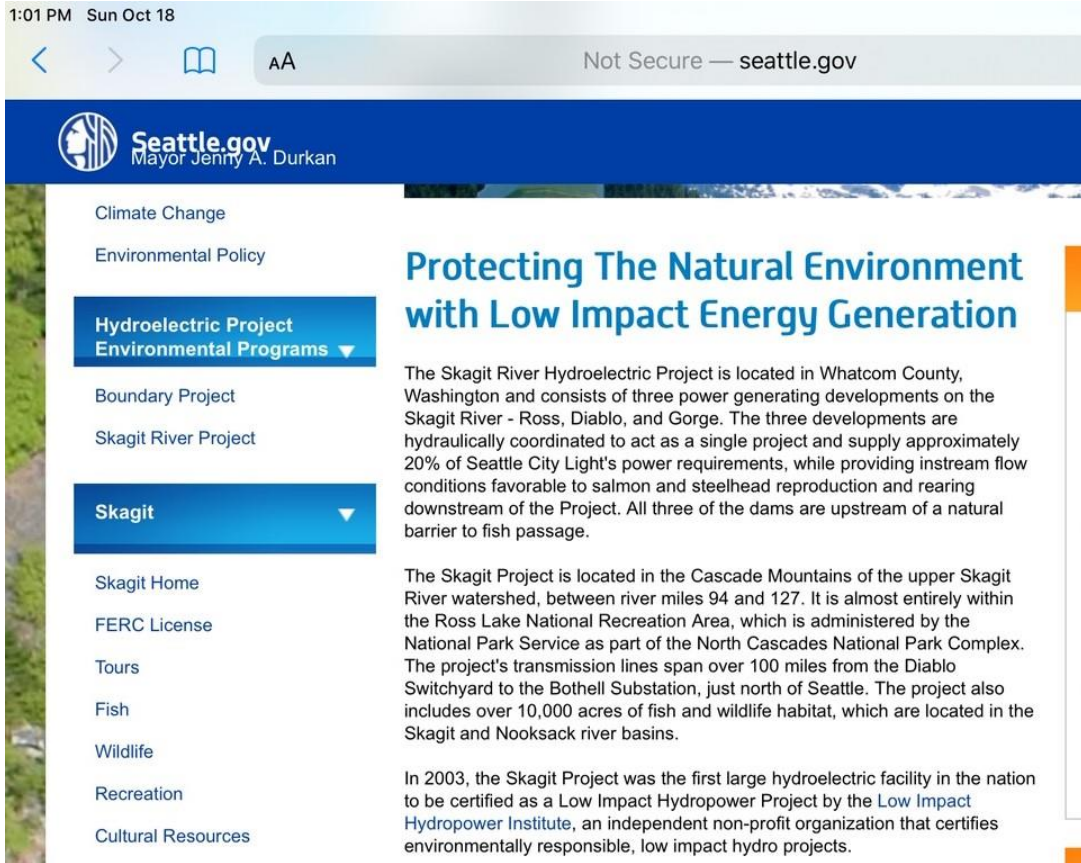 1:01 PM Sun Oct 18
AA
Not Secure — seattle.gov
Seattle.gov
Mayor Jenny A. Durkan
Climate Change
Environmental Policy
Hydroelectric Project
Environmental Programs
Boundary Project
Skagit River Project
Skagit
Skagit Home
FERC License
Tours
Fish
Wildlife
Recreation
Cultural Resources
Protecting The Natural Environment
with Low Impact Energy Generation
The Skagit River Hydroelectric Project is located in Whatcom County,
Washington and consists of three power generating developments on the
Skagit River - Ross, Diablo, and Gorge. The three developments are
hydraulically coordinated to act as a single project and supply approximately
20% of Seattle City Light's power requirements, while providing instream flow
conditions favorable to salmon and steelhead reproduction and rearing
downstream of the Project. All three of the dams are upstream of a natural
barrier to fish passage.
The Skagit Project is located in the Cascade Mountains of the upper Skagit
River watershed, between river miles 94 and 127. It is almost entirely within
the Ross Lake National Recreation Area, which is administered by the
National Park Service as part of the North Cascades National Park Complex.
The project's transmission lines span over 100 miles from the Diablo
Switchyard to the Bothell Substation, just north of Seattle. The project also
includes over 10,000 acres of fish and wildlife habitat, which are located in the
Skagit and Nooksack river basins.
In 2003, the Skagit Project was the first large hydroelectric facility in the nation
to be certified as a Low Impact Hydropower Project by the Low Impact
Hydropower Institute, an independent non-profit organization that certifies
environmentally responsible, low impact hydro projects.